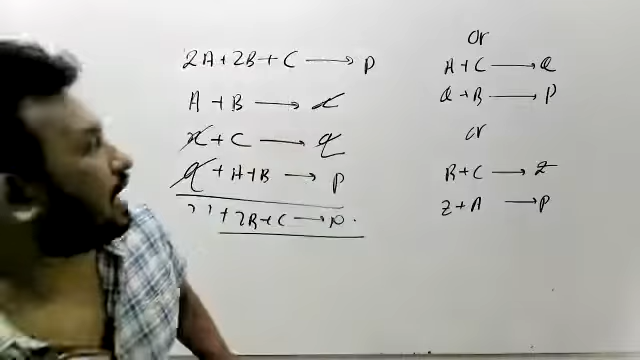 2A + 2B + C → P
A + B → x
x + C → q
q + A + B → P
+ 2B + C → P.
Or
A + C → Q
Q + B → P
or
B + C → Z
Z + A → P